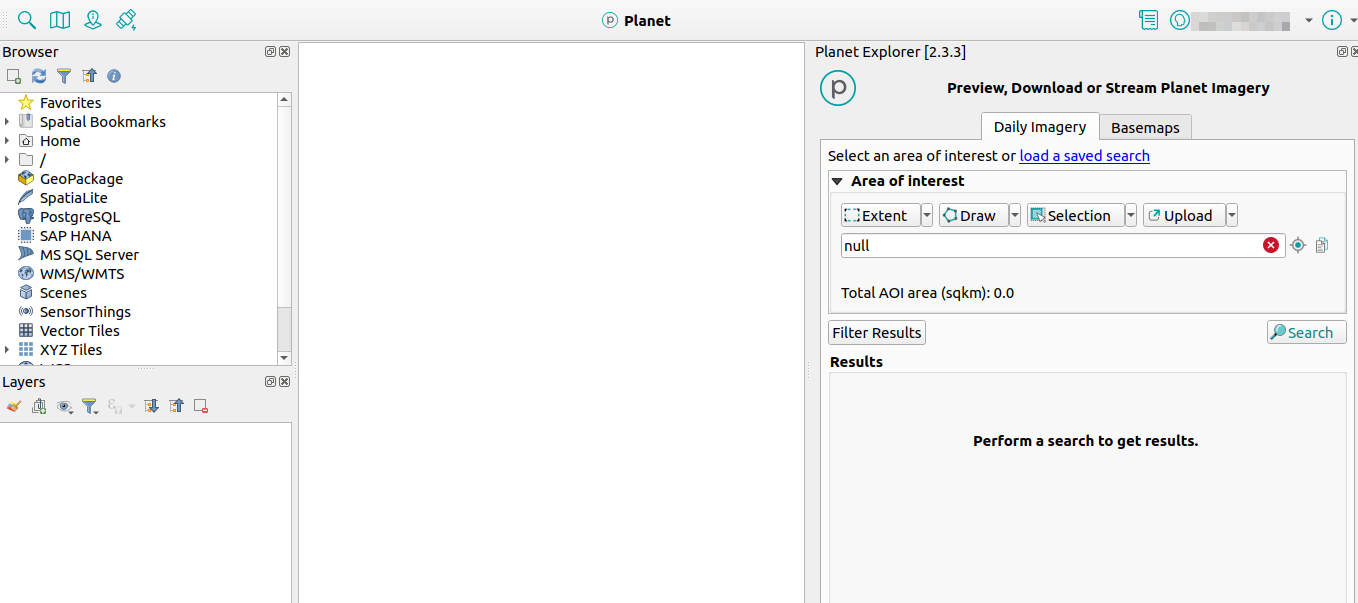 Planet
Browser
Favorites
Spatial Bookmarks
Home
/
GeoPackage
SpatiaLite
PostgreSQL
SAP HANA
MS SQL Server
WMS/WMTS
Scenes
SensorThings
Vector Tiles
XYZ Tiles
Layers
Planet Explorer [2.3.3]
p
Preview, Download or Stream Planet Imagery
Daily Imagery Basemaps
Select an area of interest or load a saved search
Area of interest
Extent Draw Selection Upload
null
Total AOI area (sqkm): 0.0
Filter Results Search
Results
Perform a search to get results.